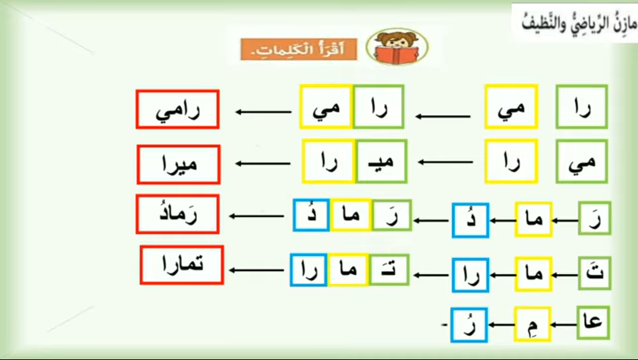 مازِنُ الرِّياضِيُّ والنَّظيفُ
أَقْرَأُ الْكَلِماتِ.
را مي را مي رامي
مي را ميـ را ميرا
رَ ما دُ رَ ما دُ رَمادُ
تَ ما را تَـ ما را تمارا
عا مِ رُ